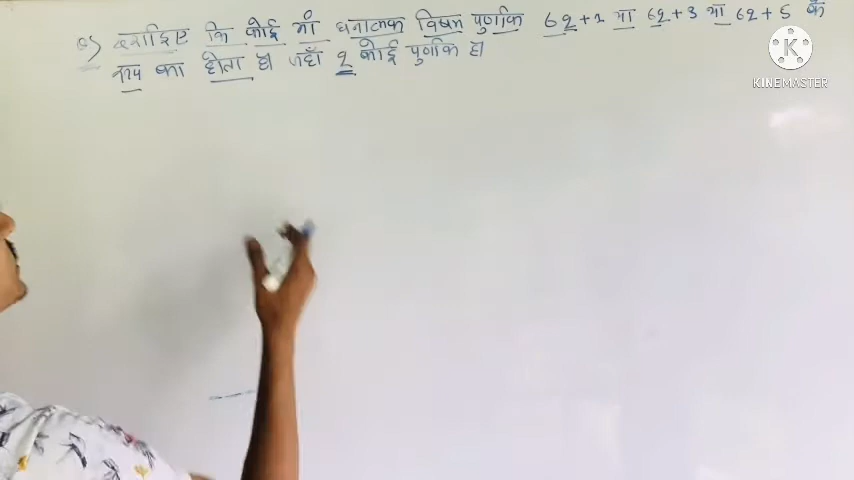 Q) दर्शाइए कि कोई भी धनात्मक विषम पुर्णांक 6q + 1 या 6q + 3 या 6q + 5 के
रूप का होता है। जहाँ q कोई पुर्णांक है।
KINEMASTER